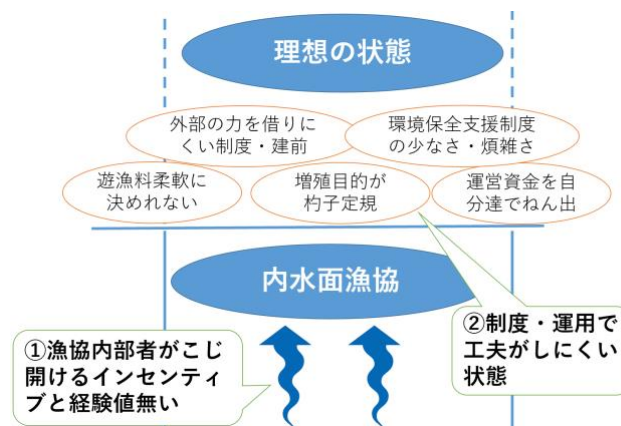 理想の状態
外部の力を借りに
くい制度・建前
環境保全支援制度
の少なさ・煩雑さ
遊漁料柔軟に
決めれない
増殖目的が
杓子定規
運営資金を自
分達でねん出
内水面漁協
①漁協内部者がこじ
開けるインセンティ
ブと経験値無い
②制度・運用で
工夫がしにくい
状態